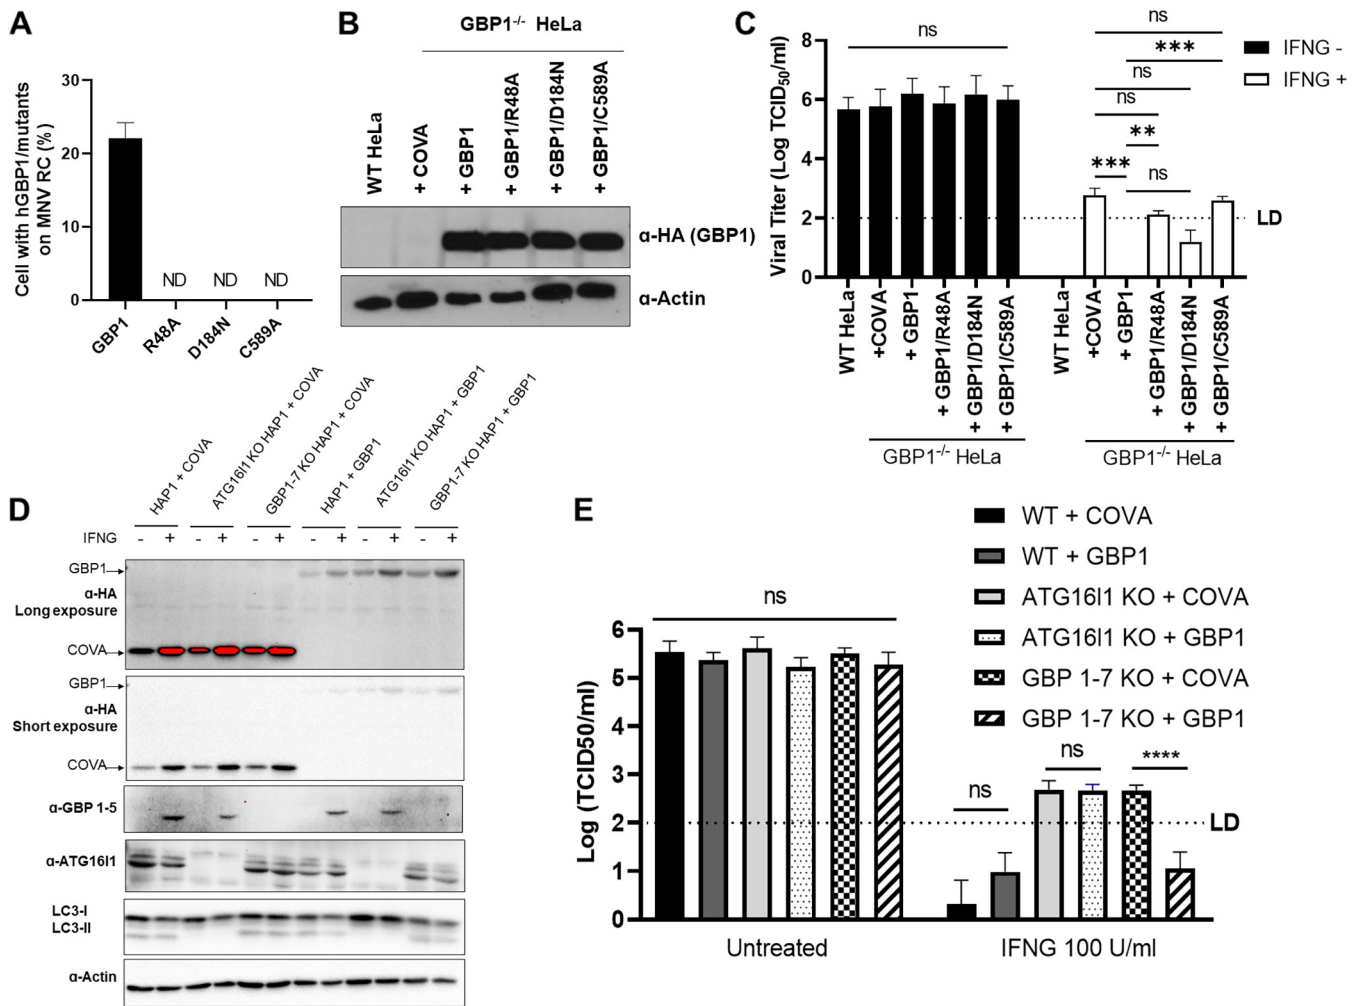 A
Cell with hGBP1/mutants
on MNV RC (%)
30
20
10
0
ND
ND
ND
GBP1
R48A
D184N
C589A
B
GBP1-/- HeLa
WT HeLa
+ COVA
+ GBP1
+ GBP1/R48A
+ GBP1/D184N
+ GBP1/C589A
α-HA (GBP1)
α-Actin
C
Viral Titer (Log TCID50/ml)
8
6
4
2
0
ns
ns
***
ns
ns
**
***
ns
IFNG -
IFNG +
LD
WT HeLa
+COVA
+ GBP1
+ GBP1/R48A
+ GBP1/D184N
+ GBP1/C589A
GBP1-/- HeLa
WT HeLa
+COVA
+ GBP1
+ GBP1/R48A
+ GBP1/D184N
+ GBP1/C589A
GBP1-/- HeLa
D
HAP1 + COVA
ATG16l1 KO HAP1 + COVA
GBP1-7 KO HAP1 + COVA
HAP1 + GBP1
ATG16l1 KO HAP1 + GBP1
GBP1-7 KO HAP1 + GBP1
IFNG - + - + - + - + - + - +
GBP1
α-HA
Long exposure
COVA
GBP1
α-HA
Short exposure
COVA
α-GBP 1-5
α-ATG16l1
LC3-I
LC3-II
α-Actin
E
WT + COVA
WT + GBP1
ATG16l1 KO + COVA
ATG16l1 KO + GBP1
GBP 1-7 KO + COVA
GBP 1-7 KO + GBP1
Log (TCID50/ml)
6
5
4
3
2
1
0
ns
ns
ns
****
LD
Untreated
IFNG 100 U/ml